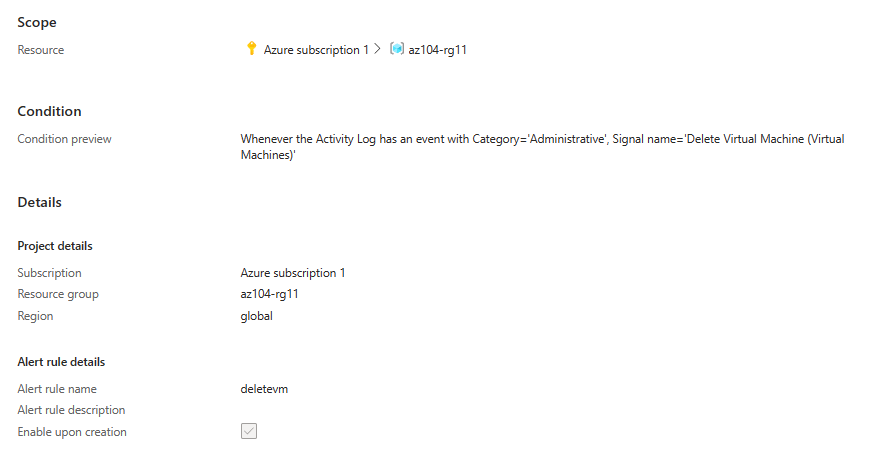 Scope
Resource Azure subscription 1 > az104-rg11
Condition
Condition preview Whenever the Activity Log has an event with Category='Administrative', Signal name='Delete Virtual Machine (Virtual
Machines)'
Details
Project details
Subscription Azure subscription 1
Resource group az104-rg11
Region global
Alert rule details
Alert rule name deletevm
Alert rule description
Enable upon creation